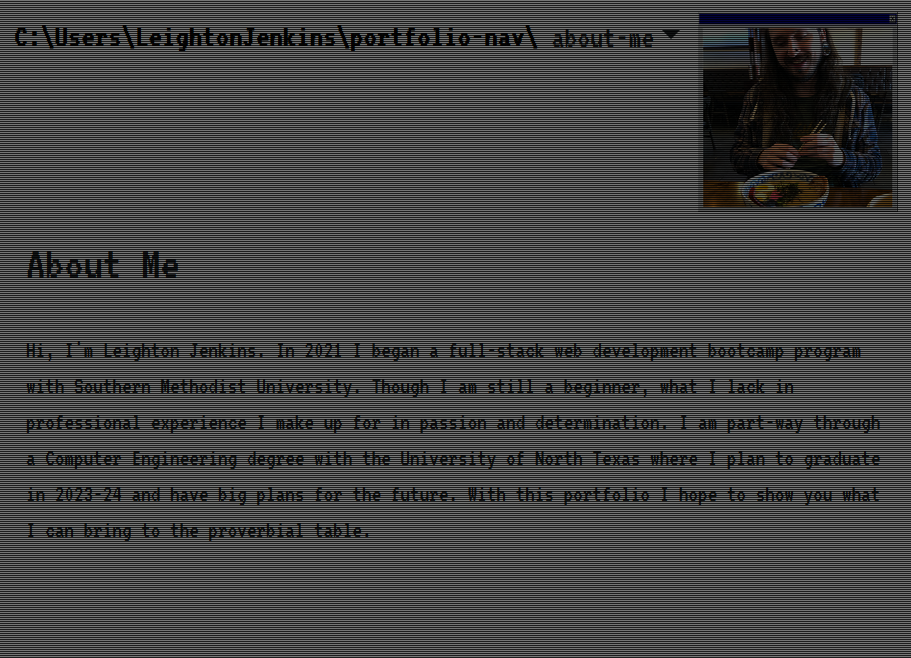 C:\Users\LeightonJenkins\portfolio-nav\ about-me
About Me
Hi, I'm Leighton Jenkins. In 2021 I began a full-stack web development bootcamp program
with Southern Methodist University. Though I am still a beginner, what I lack in
professional experience I make up for in passion and determination. I am part-way through
a Computer Engineering degree with the University of North Texas where I plan to graduate
in 2023-24 and have big plans for the future. With this portfolio I hope to show you what
I can bring to the proverbial table.